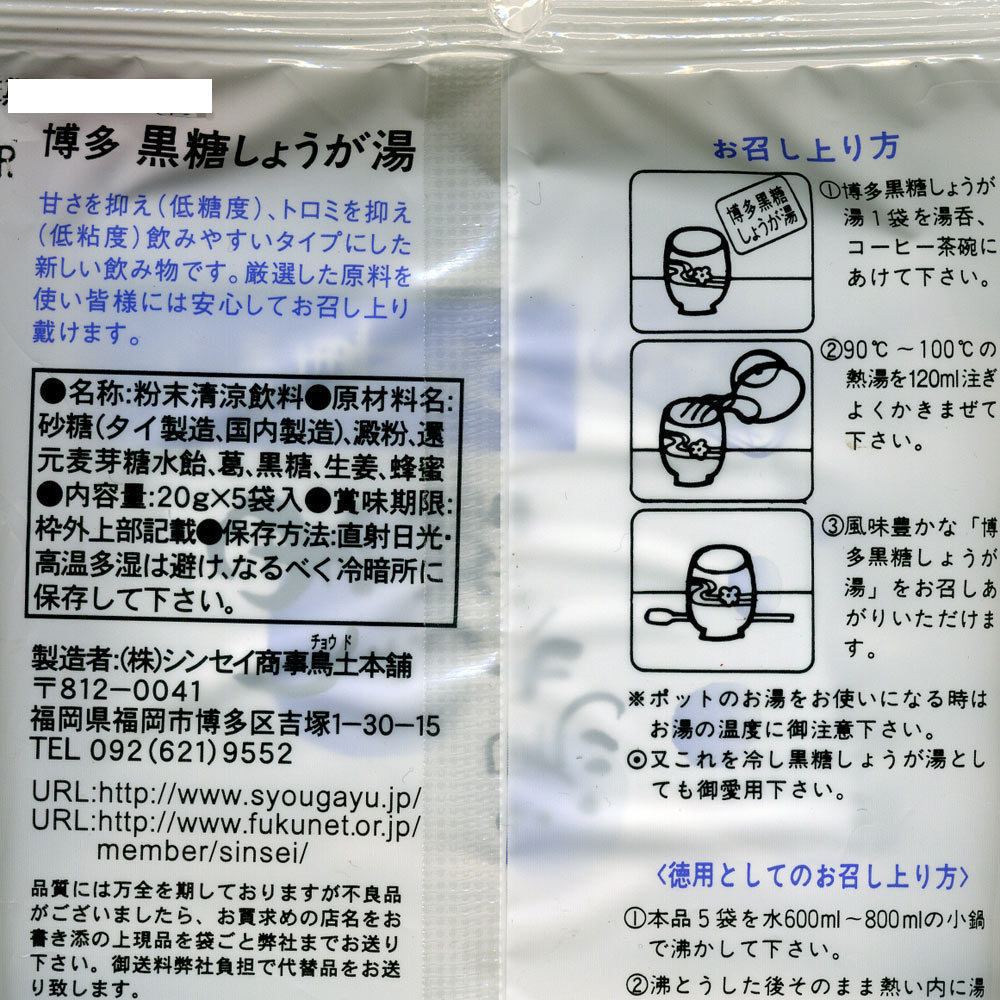 博多 黒糖しょうが湯
甘さを抑え(低糖度)、トロミを抑え
(低粘度)飲みやすいタイプにした
新しい飲み物です。厳選した原料を
使い皆様には安心してお召し上り
戴けます。
●名称:粉末清涼飲料●原材料名:
砂糖(タイ製造、国内製造)、澱粉、還
元麦芽糖水飴、葛、黒糖、生姜、蜂蜜
●内容量:20g×5袋入●賞味期限:
枠外上部記載●保存方法:直射日光・
高温多湿は避け、なるべく冷暗所に
保存して下さい。
チョウド
製造者:(株)シンセイ商事鳥土本舗
〒812-0041
福岡県福岡市博多区吉塚1-30-15
TEL 092(621)9552
URL:http://www.syougayu.jp/
URL:http://www.fukunet.or.jp/
member/sinsei/
品質には万全を期しておりますが不良品
がございましたら、お買求めの店名をお
書き添の上現品を袋ごと弊社までお送り
下さい。御送料弊社負担で代替品をお送
り致します。
お召し上り方
博多黒糖
しょうが湯
①博多黒糖しょうが
湯1袋を湯呑、
コーヒー茶碗に
あけて下さい。
②90℃～100℃の
熱湯を120ml注ぎ
よくかきまぜて
下さい。
③風味豊かな「博
多黒糖しょうが
湯」をお召しあ
がりいただけま
す。
※ポットのお湯をお使いになる時は
お湯の温度に御注意下さい。
◉又これを冷し黒糖しょうが湯とし
ても御愛用下さい。
〈徳用としてのお召し上り方〉
①本品5袋を水600ml～800mlの小鍋
で沸かして下さい。
②沸とうした後そのまま熱い内に湯